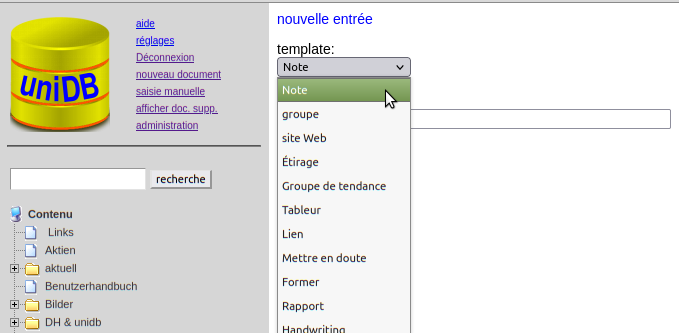 uniDB
aide
réglages
Déconnexion
nouveau document
saisie manuelle
afficher doc. supp.
administration
recherche
Contenu
Links
Aktien
aktuell
Benutzerhandbuch
Bilder
DH & unidb
nouvelle entrée
template:
Note
Note
groupe
site Web
Étirage
Groupe de tendance
Tableur
Lien
Mettre en doute
Former
Rapport
Handwriting